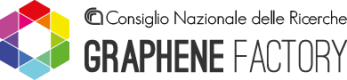 Consiglio Nazionale delle Ricerche
GRAPHENE FACTORY